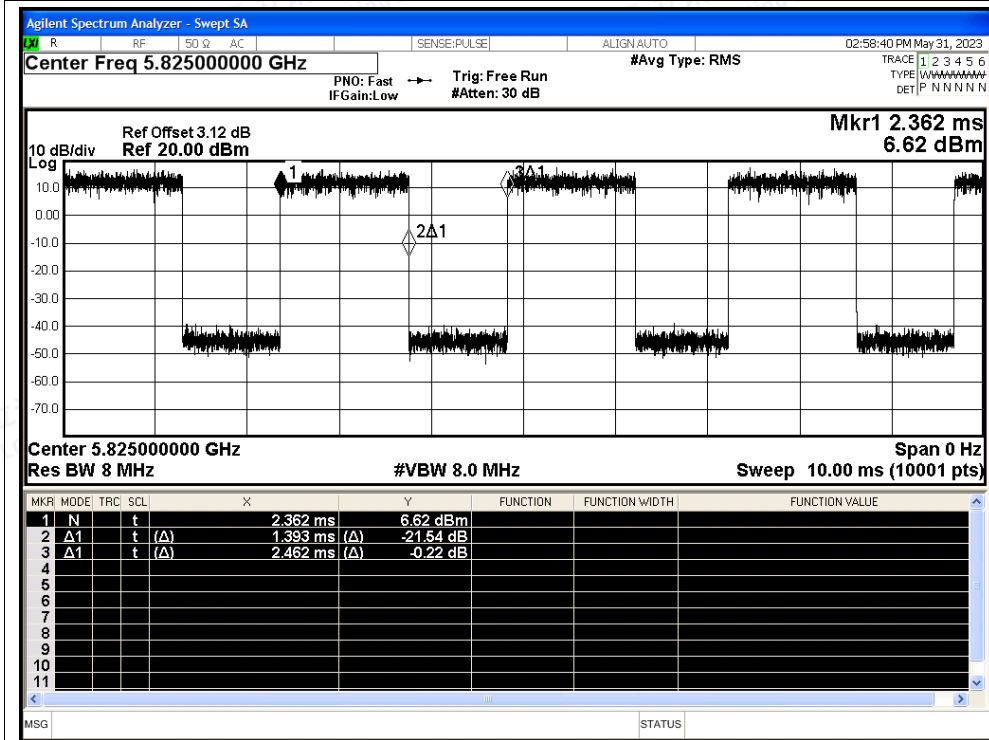 Agilent Spectrum Analyzer - Swept SA
LXI R RF 50 Ω AC SENSE:PULSE ALIGN AUTO 02:58:40 PM May 31, 2023
Center Freq 5.825000000 GHz #Avg Type: RMS TRACE 1 2 3 4 5 6
PNO: Fast Trig: Free Run TYPE WWWWWW
IFGain:Low #Atten: 30 dB DET P N N N N N
Mkr1 2.362 ms
6.62 dBm
Ref Offset 3.12 dB
10 dB/div Ref 20.00 dBm
Log
1 3Δ1
10.0
0.00
2Δ1
-10.0
-20.0
-30.0
-40.0
-50.0
-60.0
-70.0
Center 5.825000000 GHz Span 0 Hz
Res BW 8 MHz #VBW 8.0 MHz Sweep 10.00 ms (10001 pts)
MKR MODE TRC SCL X Y FUNCTION FUNCTION WIDTH FUNCTION VALUE
1 N t 2.362 ms 6.62 dBm
2 Δ1 t (Δ) 1.393 ms (Δ) -21.54 dB
3 Δ1 t (Δ) 2.462 ms (Δ) -0.22 dB
4
5
6
7
8
9
10
11
MSG STATUS